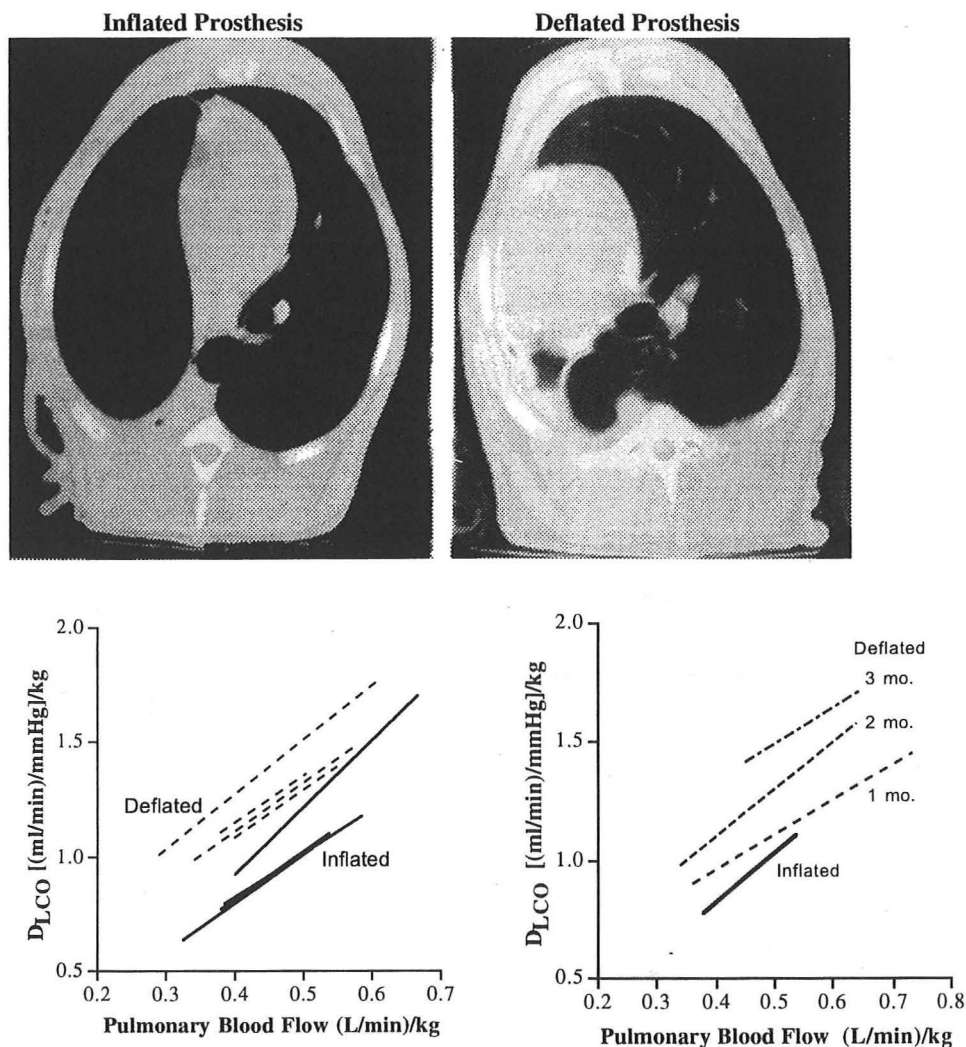 Inflated Prosthesis
Deflated Prosthesis
2.0
1.5
1.0
0.5
0.2 0.3 0.4 0.5 0.6 0.7
DLCO [(ml/min)/mmHg]/kg
Pulmonary Blood Flow (L/min)/kg
Deflated
Inflated
2.0
1.5
1.0
0.5
0.2 0.3 0.4 0.5 0.6 0.7 0.8
DLCO [(ml/min)/mmHg]/kg
Pulmonary Blood Flow (L/min)/kg
Deflated
3 mo.
2 mo.
1 mo.
Inflated